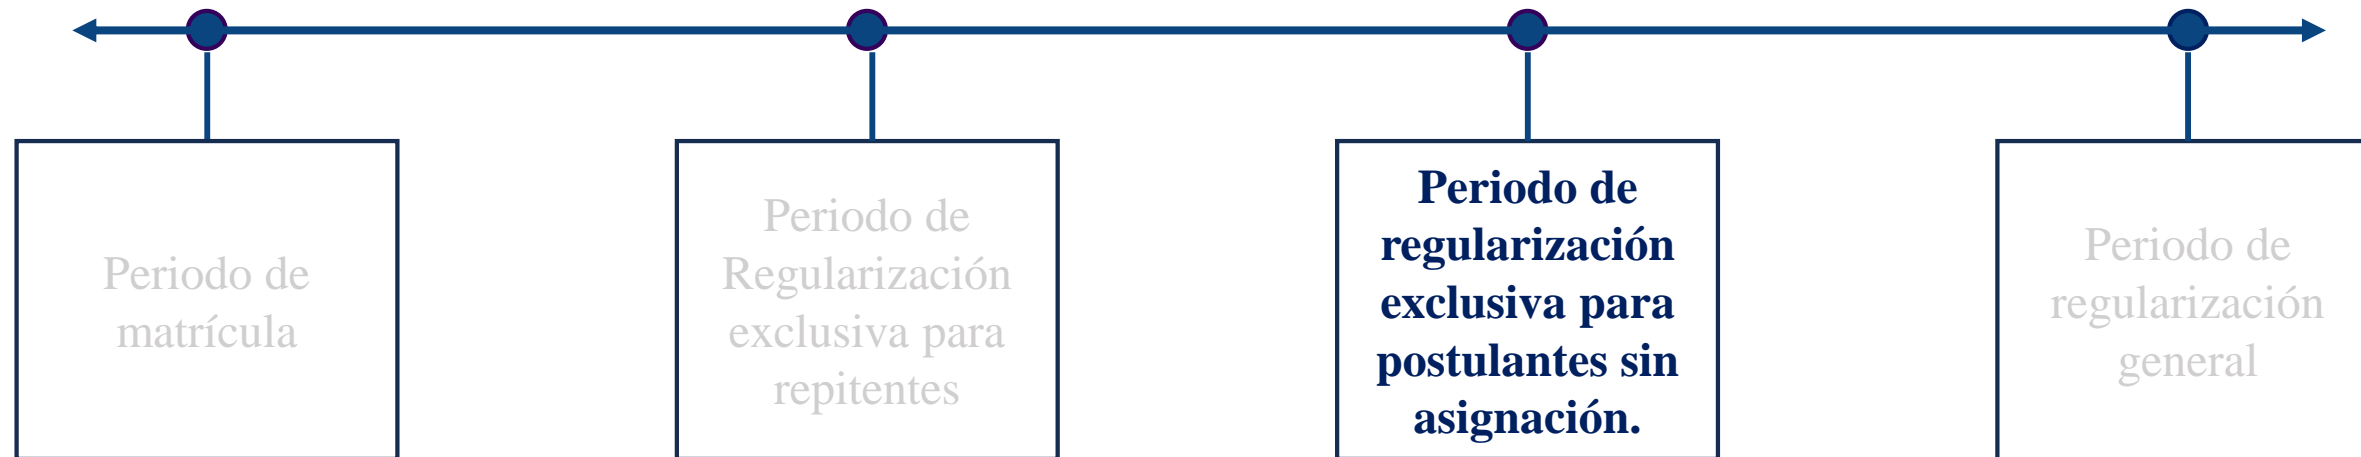 Periodo de
matrícula
Periodo de
Regularización
exclusiva para
repitentes
Periodo de
regularización
exclusiva para
postulantes sin
asignación.
Periodo de
regularización
general